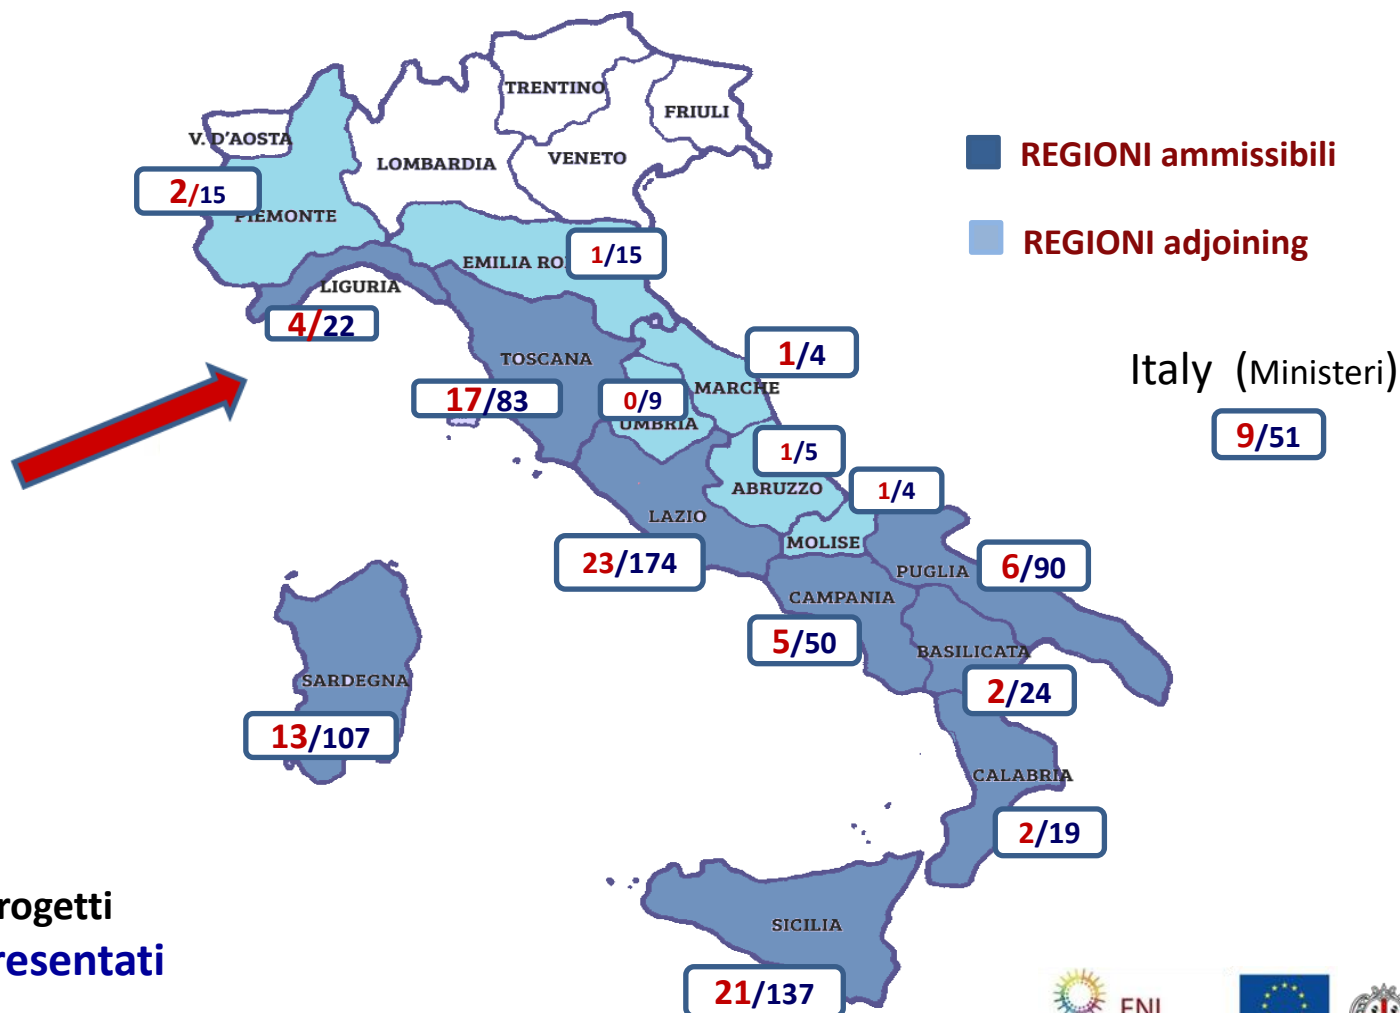 TRENTINO
FRIULI
V. D'AOSTA
LOMBARDIA
VENETO
REGIONI ammissibili
2/15
PIEMONTE
REGIONI adjoining
EMILIA RO
1/15
LIGURIA
4/22
TOSCANA
1/4
MARCHE
Italy (Ministeri)
17/83
0/9
UMBRIA
9/51
1/5
ABRUZZO
1/4
LAZIO
MOLISE
23/174
PUGLIA
6/90
CAMPANIA
5/50
BASILICATA
SARDEGNA
2/24
13/107
CALABRIA
2/19
rogetti
SICILIA
resentati
21/137
ENI